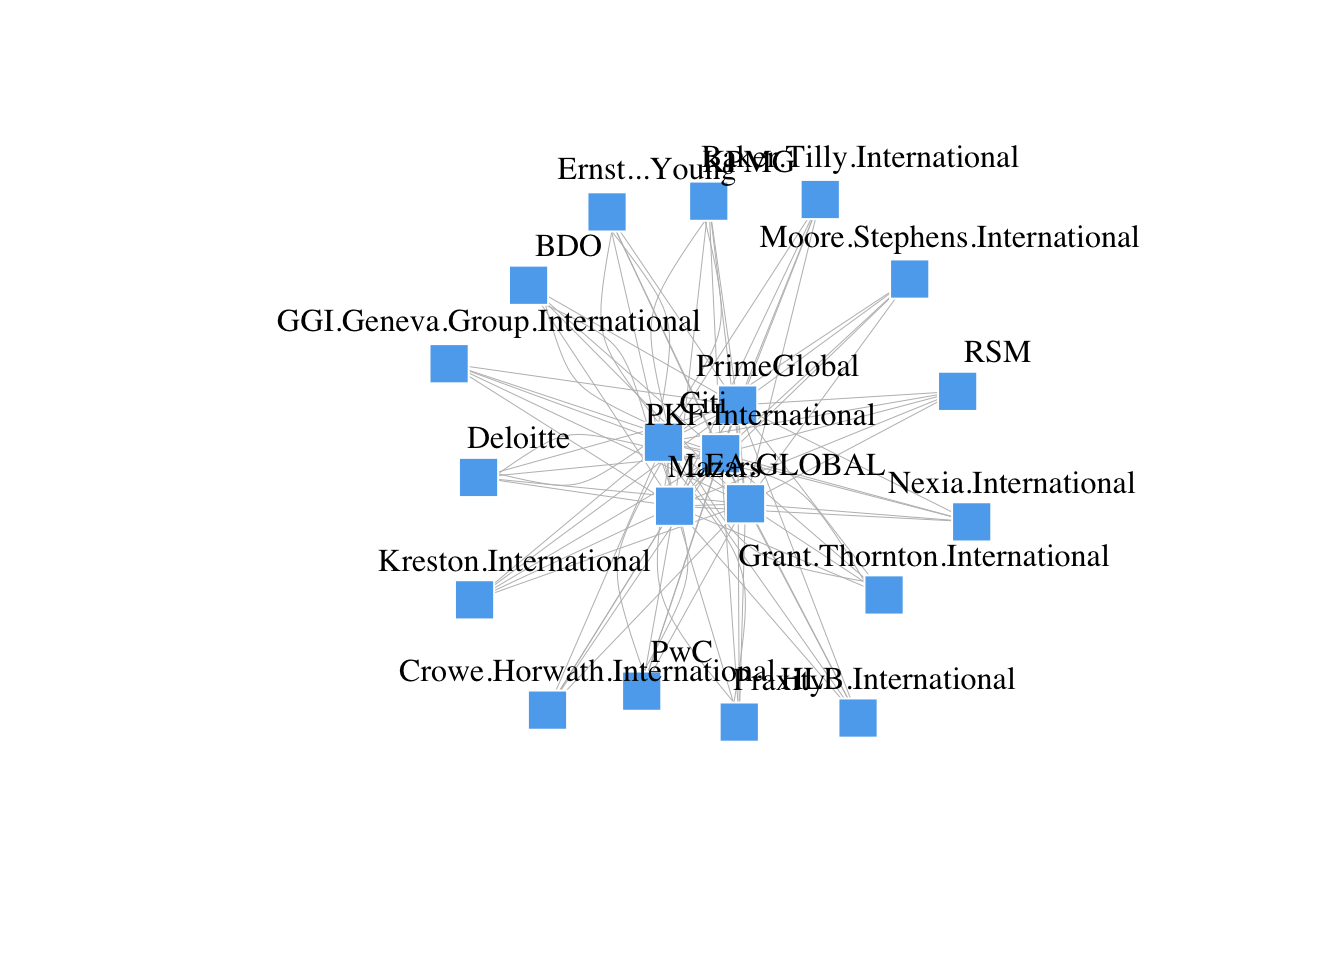 Baker.Tilly.International
KPMG
Ernst...Young
Moore.Stephens.International
BDO
GGI.Geneva.Group.International
RSM
PrimeGlobal
Citi
PKF.International
Deloitte
Mazars
LEA.GLOBAL
Nexia.International
Grant.Thornton.International
Kreston.International
PwC
Crowe.Horwath.International
Praxity
HLB.International